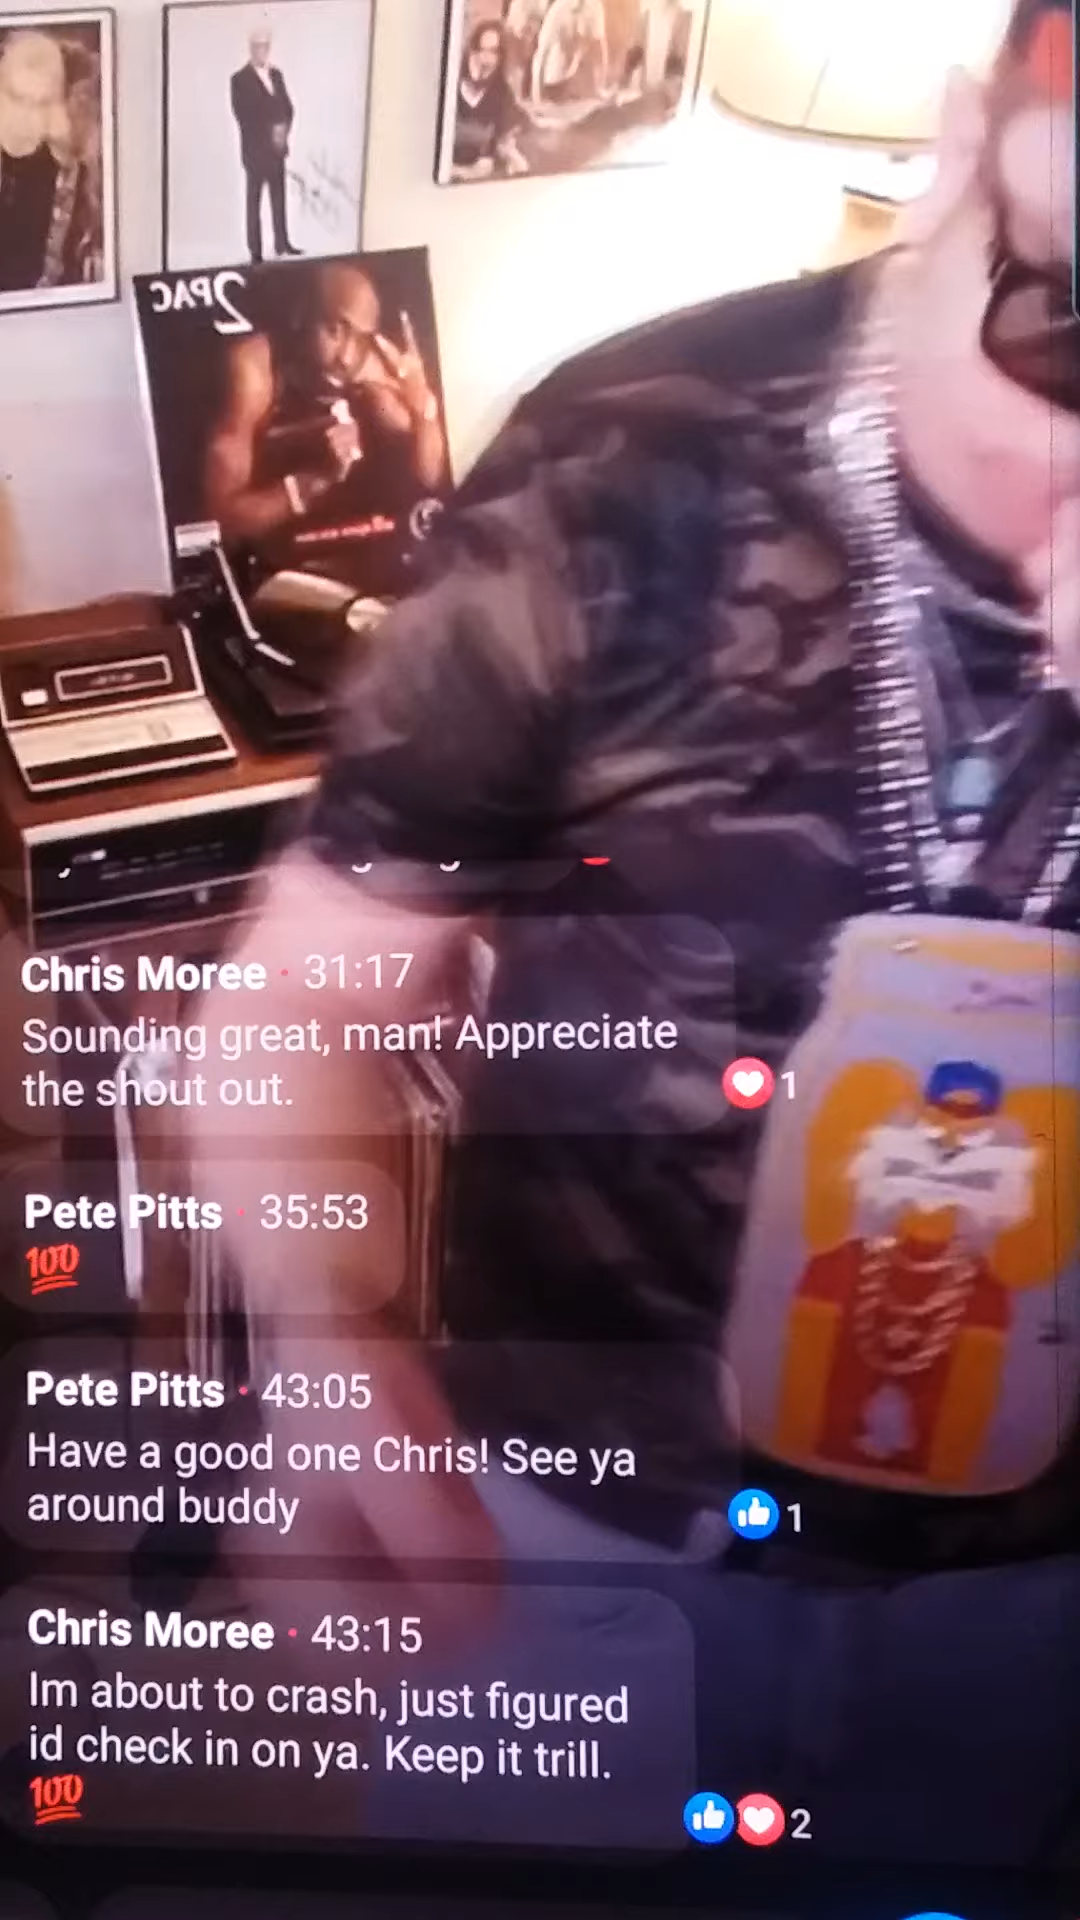 2PAC
Chris Moree · 31:17
Sounding great, man! Appreciate
the shout out.
1
Pete Pitts · 35:53
💯
Pete Pitts · 43:05
Have a good one Chris! See ya
around buddy
1
Chris Moree · 43:15
Im about to crash, just figured
id check in on ya. Keep it trill.
💯
2